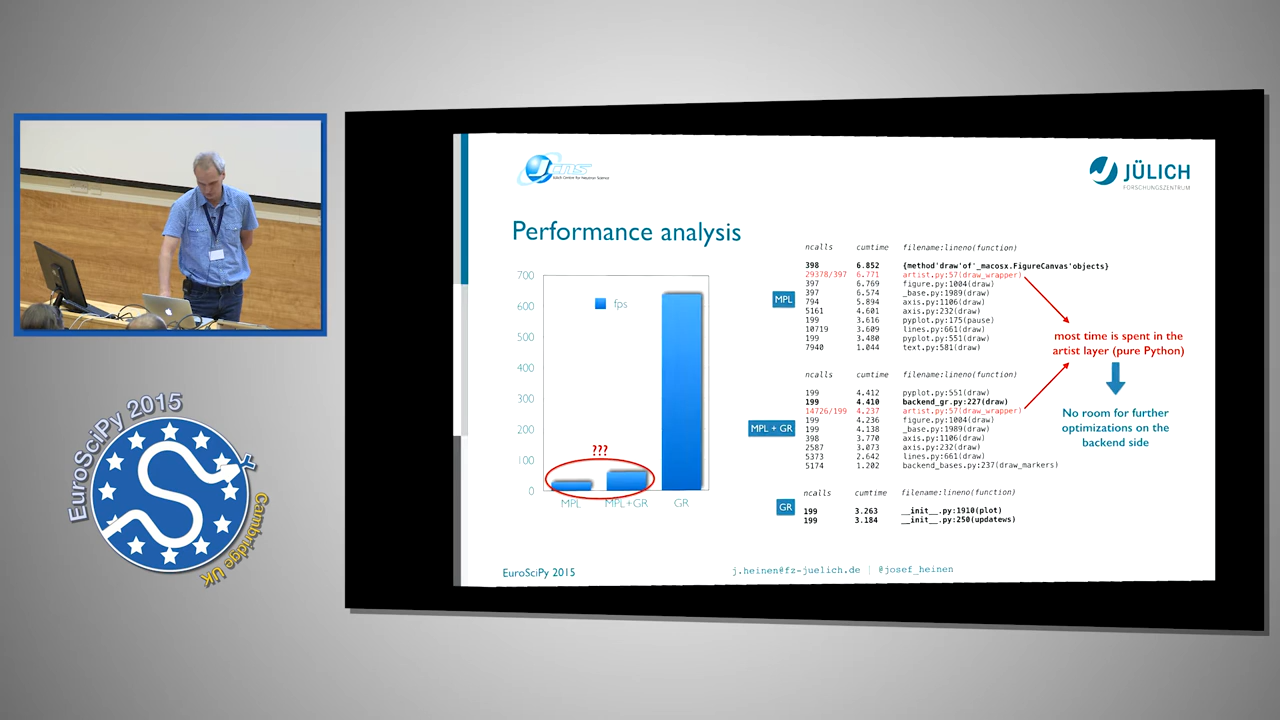 EuroSciPy 2015
Cambridge UK
JCNS
Jülich Centre for Neutron Science
JÜLICH
FORSCHUNGSZENTRUM
Performance analysis
700
600
500
400
300
200
100
0
fps
???
MPL
MPL+GR
GR
MPL
ncalls cumtime filename:lineno(function)
398 6.852 {method'draw'of'_macosx.FigureCanvas'objects}
29378/397 6.771 artist.py:57(draw_wrapper)
397 6.769 figure.py:1004(draw)
397 6.574 _base.py:1989(draw)
794 5.894 axis.py:1106(draw)
5161 4.601 axis.py:232(draw)
199 3.616 pyplot.py:175(pause)
10719 3.609 lines.py:661(draw)
199 3.480 pyplot.py:551(draw)
7940 1.044 text.py:581(draw)
MPL + GR
ncalls cumtime filename:lineno(function)
199 4.412 pyplot.py:551(draw)
199 4.410 backend_gr.py:227(draw)
14726/199 4.237 artist.py:57(draw_wrapper)
199 4.236 figure.py:1004(draw)
199 4.138 _base.py:1989(draw)
398 3.770 axis.py:1106(draw)
2587 3.073 axis.py:232(draw)
5373 2.642 lines.py:661(draw)
5174 1.202 backend_bases.py:237(draw_markers)
GR
ncalls cumtime filename:lineno(function)
199 3.263 __init__.py:1910(plot)
199 3.184 __init__.py:250(updatews)
most time is spent in the
artist layer (pure Python)
No room for further
optimizations on the
backend side
EuroSciPy 2015
j.heinen@fz-juelich.de | @josef_heinen